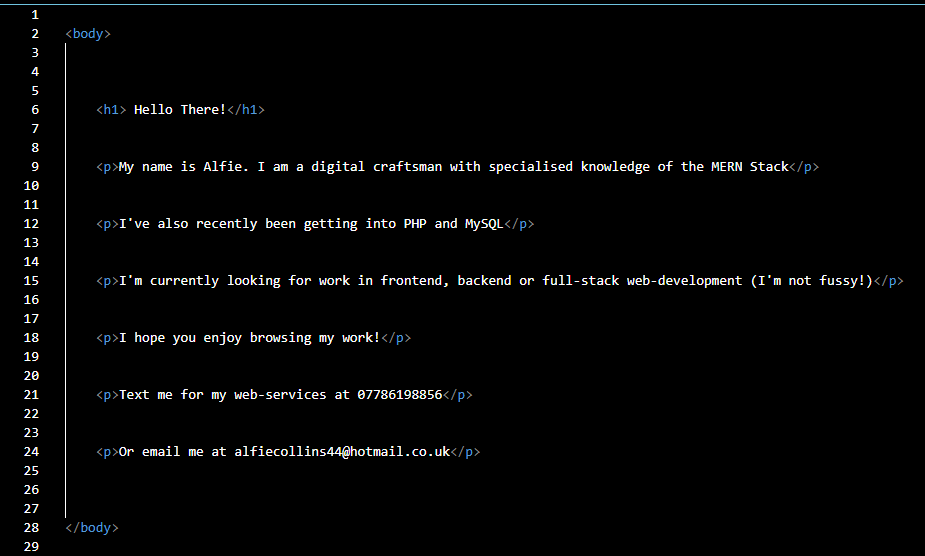 1
2 <body>
3
4
5
6 <h1> Hello There!</h1>
7
8
9 <p>My name is Alfie. I am a digital craftsman with specialised knowledge of the MERN Stack</p>
10
11
12 <p>I've also recently been getting into PHP and MySQL</p>
13
14
15 <p>I'm currently looking for work in frontend, backend or full-stack web-development (I'm not fussy!)</p>
16
17
18 <p>I hope you enjoy browsing my work!</p>
19
20
21 <p>Text me for my web-services at 07786198856</p>
22
23
24 <p>Or email me at alfiecollins44@hotmail.co.uk</p>
25
26
27
28 </body>
29